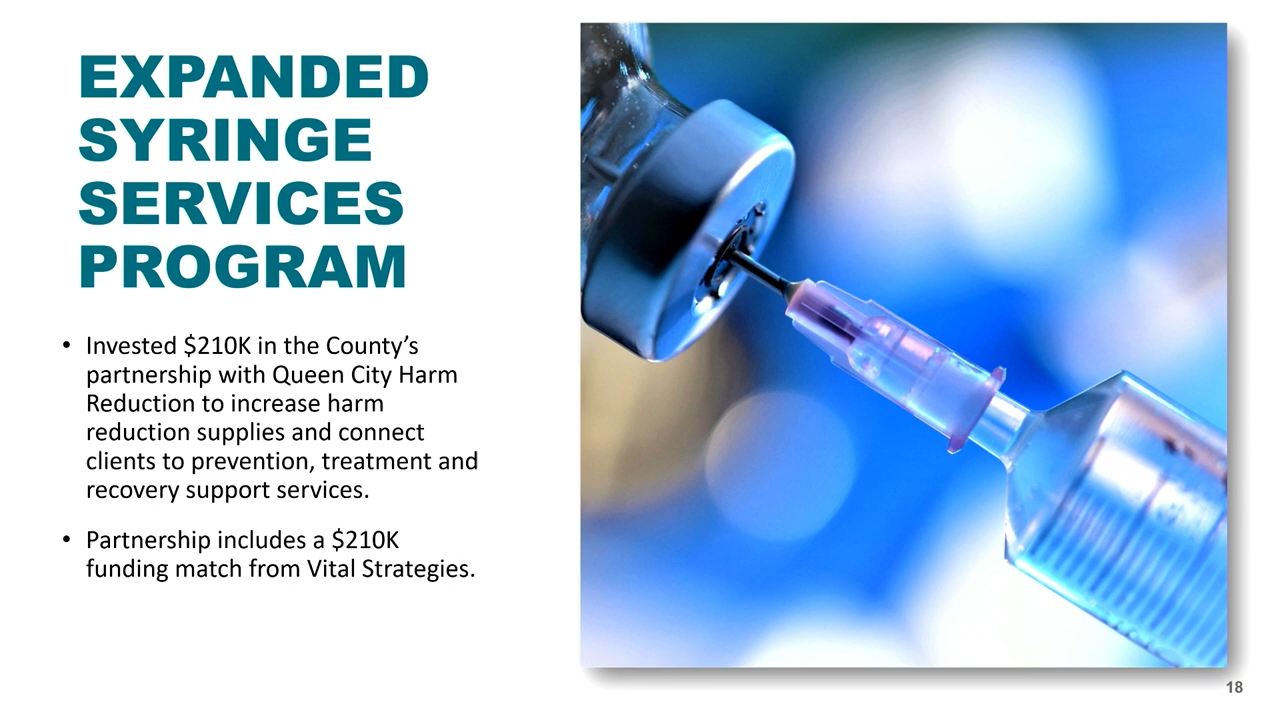 EXPANDED
SYRINGE
SERVICES
PROGRAM
• Invested $210K in the County’s
partnership with Queen City Harm
Reduction to increase harm
reduction supplies and connect
clients to prevention, treatment and
recovery support services.
• Partnership includes a $210K
funding match from Vital Strategies.
18